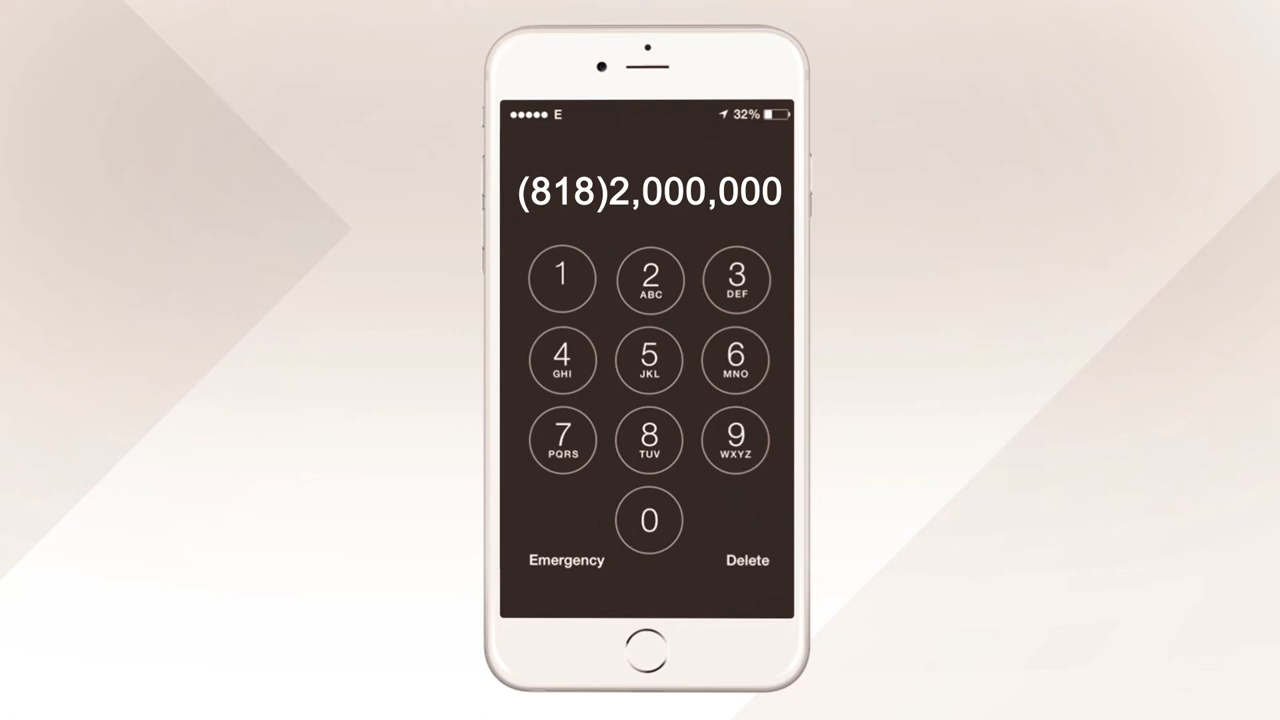 ●●●●● E 32%
(818)2,000,000
1 2 3
ABC DEF
4 5 6
GHI JKL MNO
7 8 9
PQRS TUV WXYZ
0
Emergency Delete